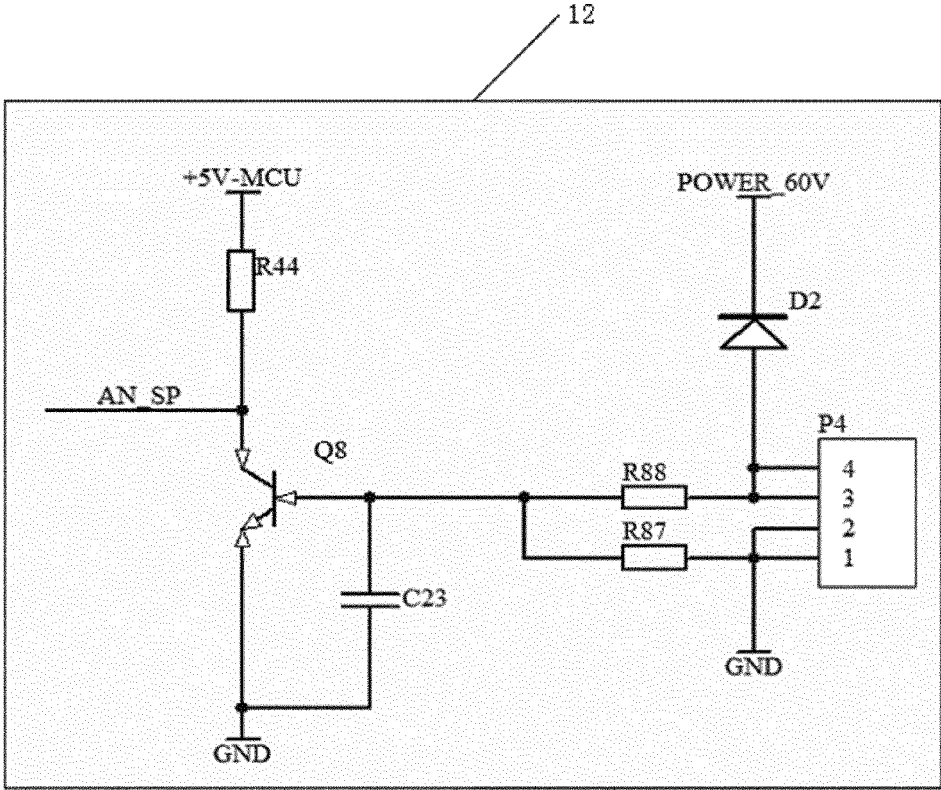 12
+5V-MCU
POWER_60V
R44
D2
AN_SP
P4
Q8
R88
4
3
R87
2
1
C23
GND
GND